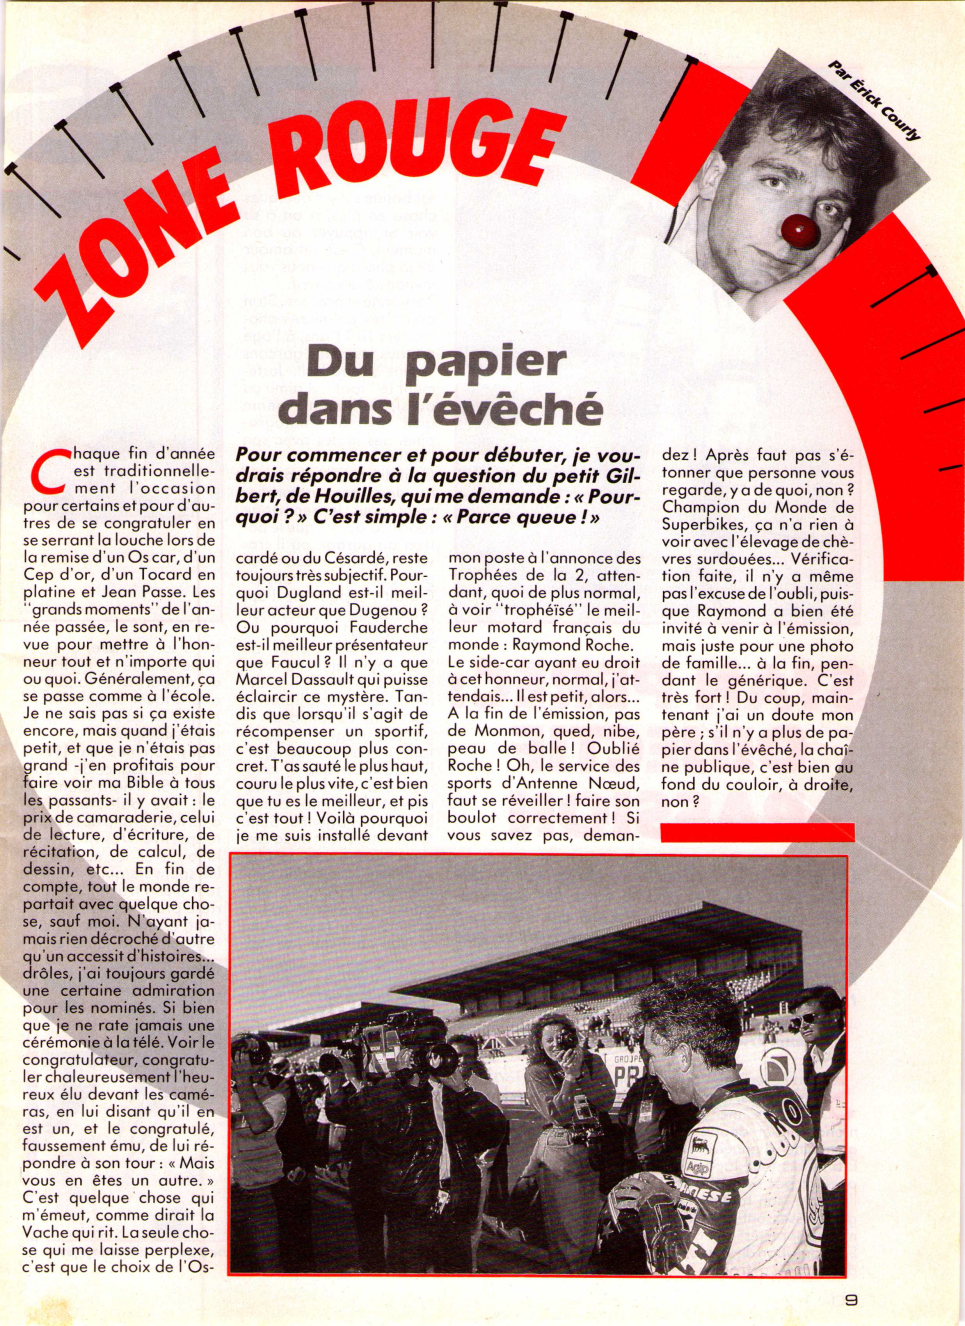 Par Érick Courly
ZONE ROUGE
Du papier
dans l'évêché
Pour commencer et pour débuter, je vou-
drais répondre à la question du petit Gil-
bert, de Houilles, qui me demande : « Pour-
quoi ? » C'est simple : « Parce queue ! »
Chaque fin d'année
est traditionnelle-
ment l'occasion
pour certains et pour d'au-
tres de se congratuler en
se serrant la louche lors de
la remise d'un Os car, d'un
Cep d'or, d'un Tocard en
platine et Jean Passe. Les
"grands moments" de l'an-
née passée, le sont, en re-
vue pour mettre à l'hon-
neur tout et n'importe qui
ou quoi. Généralement, ça
se passe comme à l'école.
Je ne sais pas si ça existe
encore, mais quand j'étais
petit, et que je n'étais pas
grand -j'en profitais pour
faire voir ma Bible à tous
les passants- il y avait : le
prix de camaraderie, celui
de lecture, d'écriture, de
récitation, de calcul, de
dessin, etc... En fin de
compte, tout le monde re-
partait avec quelque cho-
se, sauf moi. N'ayant ja-
mais rien décroché d'autre
qu'un accessit d'histoires...
drôles, j'ai toujours gardé
une certaine admiration
pour les nominés. Si bien
que je ne rate jamais une
cérémonie à la télé. Voir le
congratulateur, congratu-
ler chaleureusement l'heu-
reux élu devant les camé-
ras, en lui disant qu'il en
est un, et le congratulé,
faussement ému, de lui ré-
pondre à son tour : « Mais
vous en êtes un autre. »
C'est quelque chose qui
m'émeut, comme dirait la
Vache qui rit. La seule cho-
se qui me laisse perplexe,
c'est que le choix de l'Os-
cardé ou du Césardé, reste
toujours très subjectif. Pour-
quoi Dugland est-il meil-
leur acteur que Dugenou ?
Ou pourquoi Fauderche
est-il meilleur présentateur
que Faucul ? Il n'y a que
Marcel Dassault qui puisse
éclaircir ce mystère. Tan-
dis que lorsqu'il s'agit de
récompenser un sportif,
c'est beaucoup plus con-
cret. T'as sauté le plus haut,
couru le plus vite, c'est bien
que tu es le meilleur, et pis
c'est tout ! Voilà pourquoi
je me suis installé devant
mon poste à l'annonce des
Trophées de la 2, atten-
dant, quoi de plus normal,
à voir "trophéïsé" le meil-
leur motard français du
monde : Raymond Roche.
Le side-car ayant eu droit
à cet honneur, normal, j'at-
tendais... Il est petit, alors...
A la fin de l'émission, pas
de Monmon, qued, nibe,
peau de balle ! Oublié
Roche ! Oh, le service des
sports d'Antenne Nœud,
faut se réveiller ! faire son
boulot correctement ! Si
vous savez pas, deman-
dez ! Après faut pas s'é-
tonner que personne vous
regarde, y a de quoi, non ?
Champion du Monde de
Superbikes, ça n'a rien à
voir avec l'élevage de chè-
vres surdouées... Vérifica-
tion faite, il n'y a même
pas l'excuse de l'oubli, puis-
que Raymond a bien été
invité à venir à l'émission,
mais juste pour une photo
de famille... à la fin, pen-
dant le générique. C'est
très fort ! Du coup, main-
tenant j'ai un doute mon
père ; s'il n'y a plus de pa-
pier dans l'évêché, la chaî-
ne publique, c'est bien au
fond du couloir, à droite,
non ?
GROUPE
PR
RO
Agip
NESE
TI
9